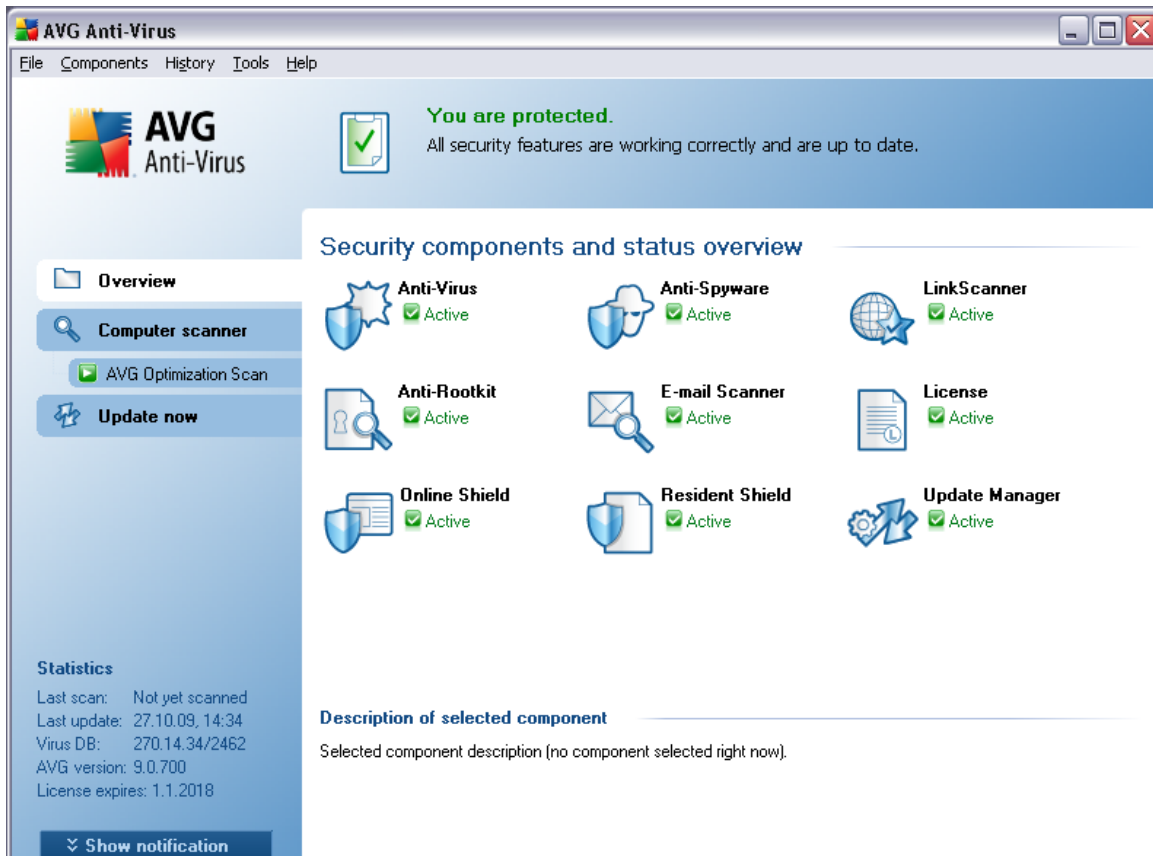 AVG Anti-Virus
File Components History Tools Help
AVG
Anti-Virus
You are protected.
All security features are working correctly and are up to date.
Overview
Computer scanner
AVG Optimization Scan
Update now
Security components and status overview
Anti-Virus
Active
Anti-Spyware
Active
LinkScanner
Active
Anti-Rootkit
Active
E-mail Scanner
Active
License
Active
Online Shield
Active
Resident Shield
Active
Update Manager
Active
Statistics
Last scan: Not yet scanned
Last update: 27.10.09, 14:34
Virus DB: 270.14.34/2462
AVG version: 9.0.700
License expires: 1.1.2018
Show notification
Description of selected component
Selected component description (no component selected right now).